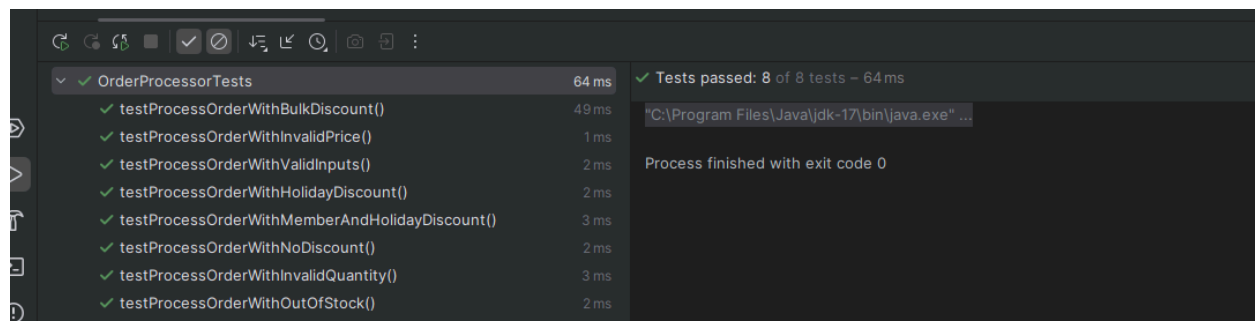 OrderProcessorTests 64 ms
testProcessOrderWithBulkDiscount() 49 ms
testProcessOrderWithInvalidPrice() 1 ms
testProcessOrderWithValidInputs() 2 ms
testProcessOrderWithHolidayDiscount() 2 ms
testProcessOrderWithMemberAndHolidayDiscount() 3 ms
testProcessOrderWithNoDiscount() 2 ms
testProcessOrderWithInvalidQuantity() 3 ms
testProcessOrderWithOutOfStock() 2 ms
Tests passed: 8 of 8 tests – 64 ms
"C:\Program Files\Java\jdk-17\bin\java.exe" ...
Process finished with exit code 0